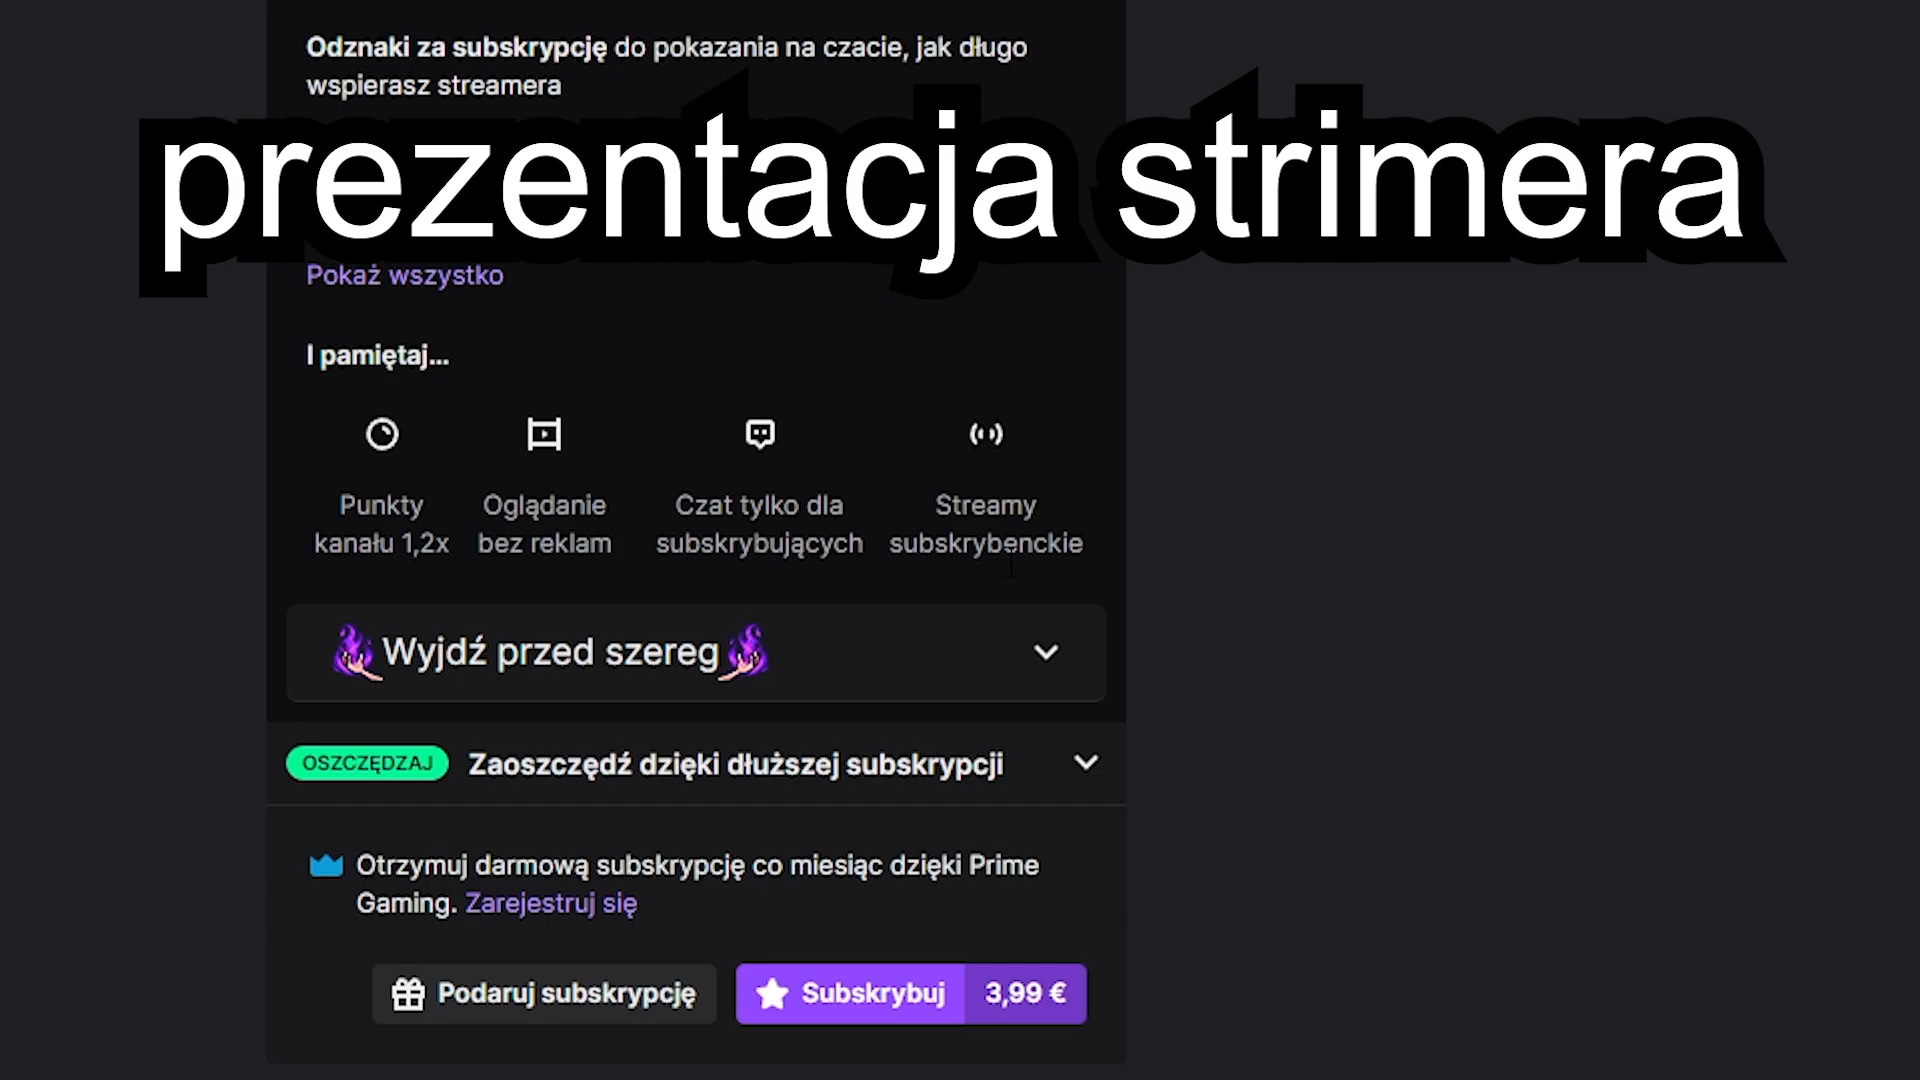 Odznaki za subskrypcję do pokazania na czacie, jak długo
wspierasz streamera
prezentacja strimera
Pokaż wszystko
I pamiętaj...
Punkty
kanału 1,2x
Oglądanie
bez reklam
Czat tylko dla
subskrybujących
Streamy
subskrybenckie
Wyjdź przed szereg
OSZCZĘDZAJ Zaoszczędź dzięki dłuższej subskrypcji
Otrzymuj darmową subskrypcję co miesiąc dzięki Prime
Gaming. Zarejestruj się
Podaruj subskrypcję
Subskrybuj 3,99 €